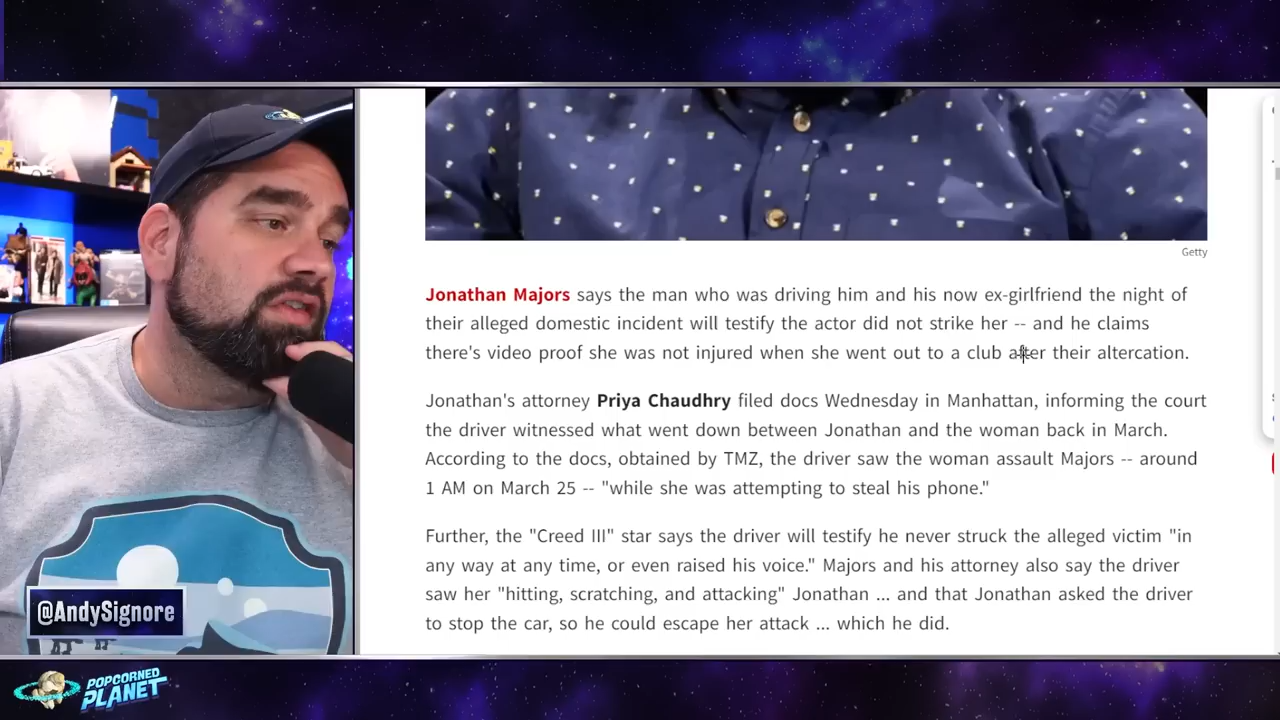 Getty
Jonathan Majors says the man who was driving him and his now ex-girlfriend the night of
their alleged domestic incident will testify the actor did not strike her -- and he claims
there's video proof she was not injured when she went out to a club after their altercation.
Jonathan's attorney Priya Chaudhry filed docs Wednesday in Manhattan, informing the court
the driver witnessed what went down between Jonathan and the woman back in March.
According to the docs, obtained by TMZ, the driver saw the woman assault Majors -- around
1 AM on March 25 -- "while she was attempting to steal his phone."
Further, the "Creed III" star says the driver will testify he never struck the alleged victim "in
any way at any time, or even raised his voice." Majors and his attorney also say the driver
saw her "hitting, scratching, and attacking" Jonathan ... and that Jonathan asked the driver
to stop the car, so he could escape her attack ... which he did.
@AndySignore
POPCORNED
PLANET